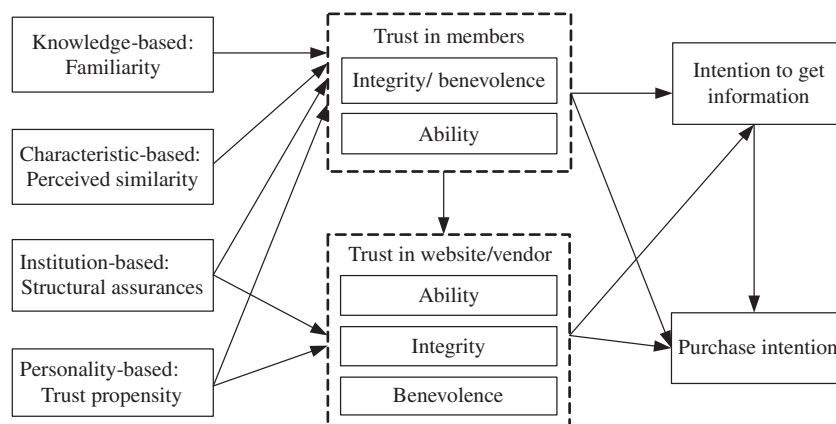 Knowledge-based:
Familiarity
Characteristic-based:
Perceived similarity
Institution-based:
Structural assurances
Personality-based:
Trust propensity
Trust in members
Integrity/ benevolence
Ability
Trust in website/vendor
Ability
Integrity
Benevolence
Intention to get
information
Purchase intention